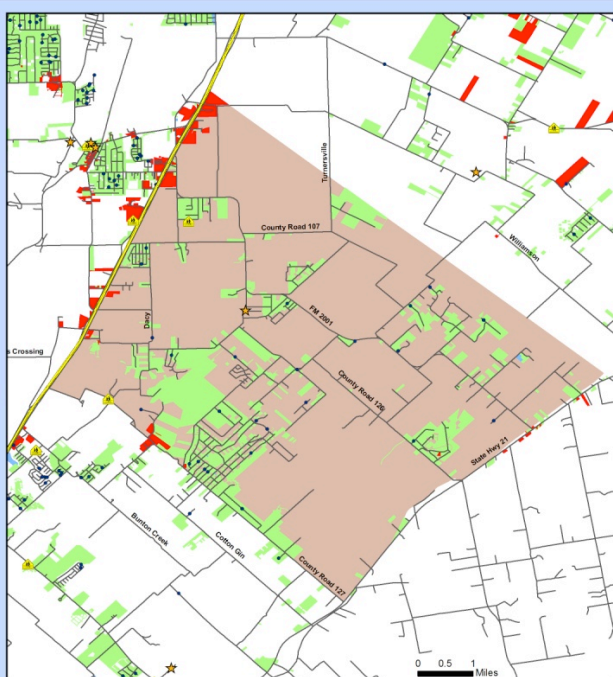 Turnersville
County Road 107
Williamson
FM 2001
Dacy
s Crossing
County Road 126
State Hwy 21
Bunton Creek
Cotton Gin
County Road 127
0 0.5 1
Miles